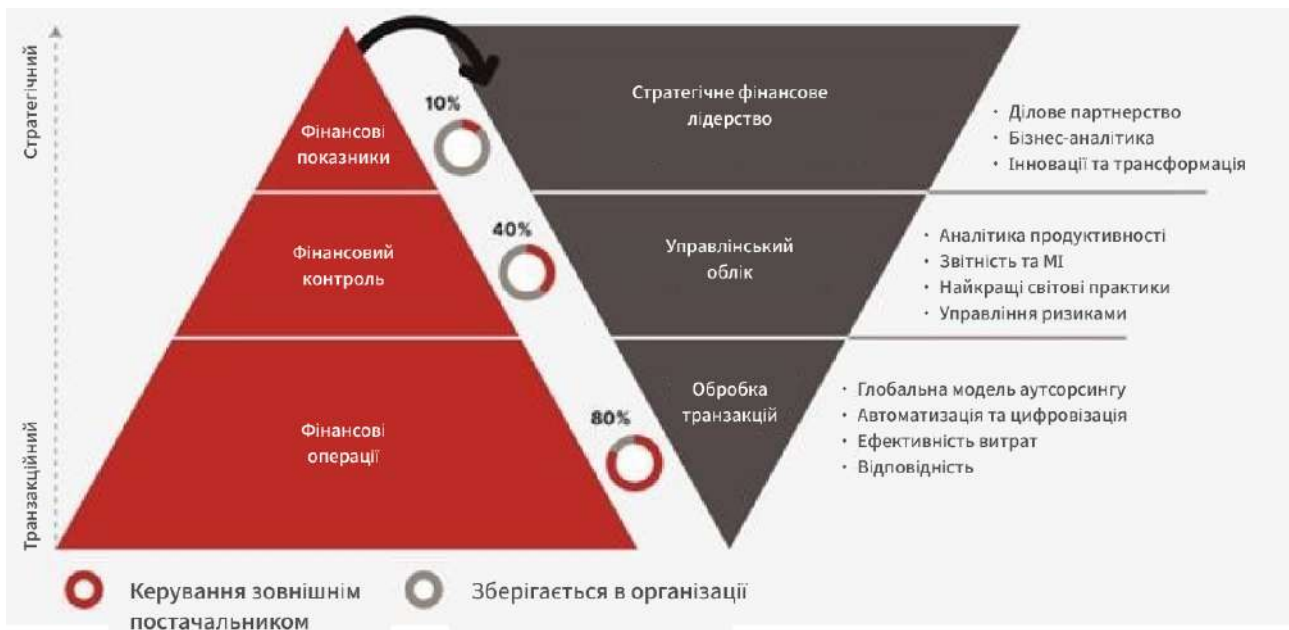 Стратегічний
Транзакційний
10%
Фінансові
показники
40%
Фінансовий
контроль
80%
Фінансові
операції
Стратегічне фінансове
лідерство
Управлінський
облік
Обробка
транзакцій
• Ділове партнерство
• Бізнес-аналітика
• Інновації та трансформація
• Аналітика продуктивності
• Звітність та МІ
• Найкращі світові практики
• Управління ризиками
• Глобальна модель аутсорсингу
• Автоматизація та цифровізація
• Ефективність витрат
• Відповідність
Керування зовнішнім
постачальником
Зберігається в організації